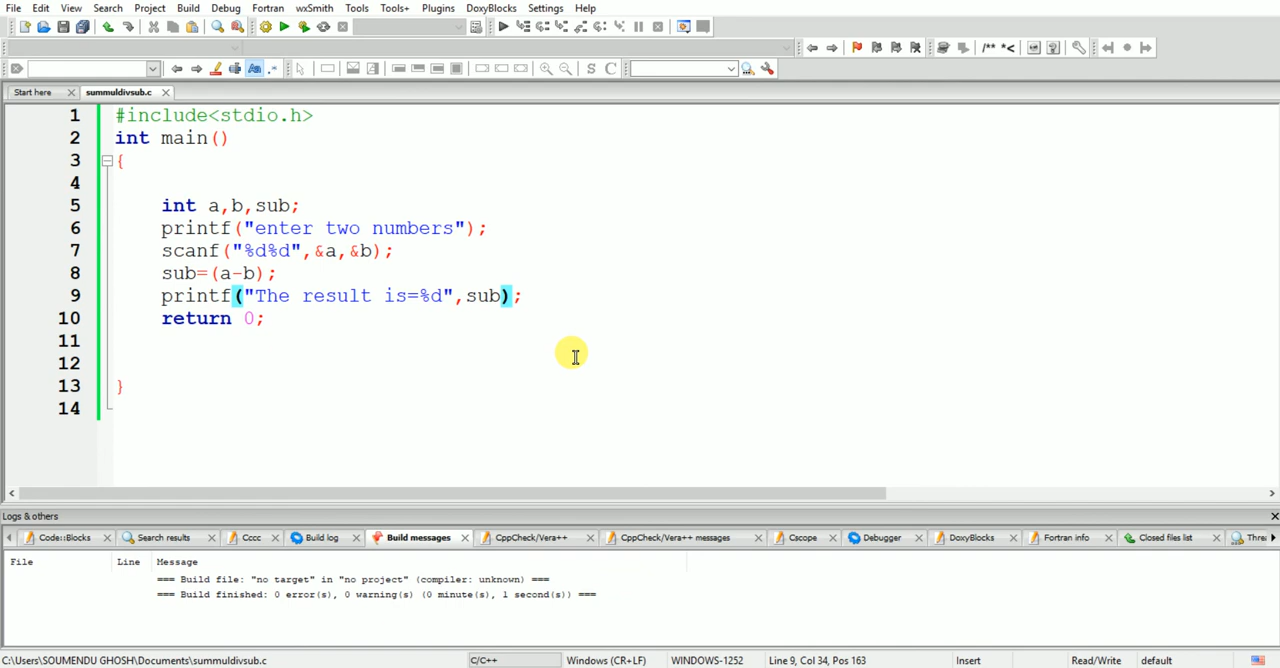 File Edit View Search Project Build Debug Fortran wxSmith Tools Tools+ Plugins DoxyBlocks Settings Help
/** *<
S C
Start here summuldivsub.c
1 #include<stdio.h>
2 int main()
3 {
4
5 int a,b,sub;
6 printf("enter two numbers");
7 scanf("%d%d",&a,&b);
8 sub=(a-b);
9 printf("The result is=%d",sub);
10 return 0;
11
12
13 }
14
Logs & others
Code::Blocks Search results Cccc Build log Build messages CppCheck/Vera++ CppCheck/Vera++ messages Cscope Debugger DoxyBlocks Fortran info Closed files list Threa
File Line Message
=== Build file: "no target" in "no project" (compiler: unknown) ===
=== Build finished: 0 error(s), 0 warning(s) (0 minute(s), 1 second(s)) ===
C:\Users\SOUMENDU GHOSH\Documents\summuldivsub.c C/C++ Windows (CR+LF) WINDOWS-1252 Line 9, Col 34, Pos 163 Insert Read/Write default